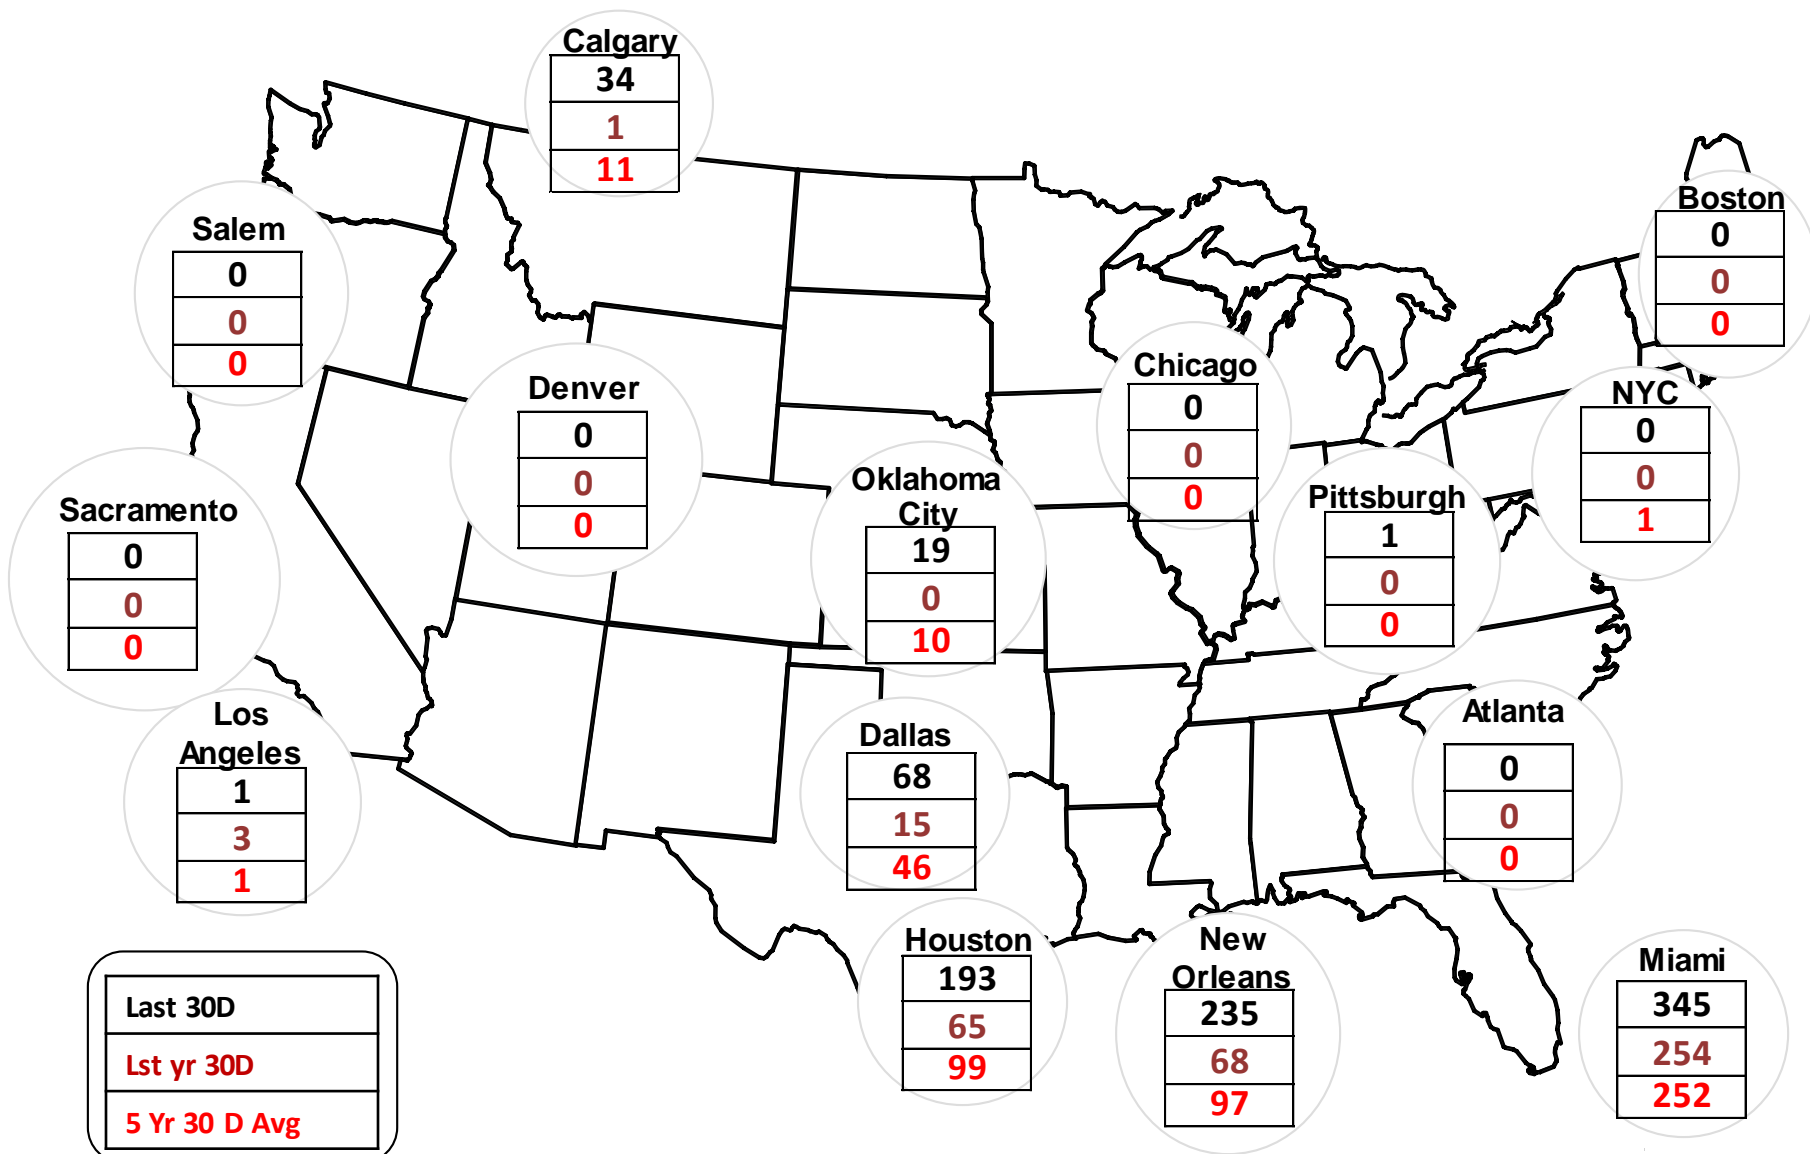 Calgary
34
1
11
Salem
0
0
0
Boston
0
0
0
Denver
0
0
0
Chicago
0
0
0
NYC
0
0
1
Sacramento
0
0
0
Oklahoma
City
19
0
10
Pittsburgh
1
0
0
Los
Angeles
1
3
1
Dallas
68
15
46
Atlanta
0
0
0
Houston
193
65
99
New
Orleans
235
68
97
Miami
345
254
252
Last 30D
Lst yr 30D
5 Yr 30 D Avg